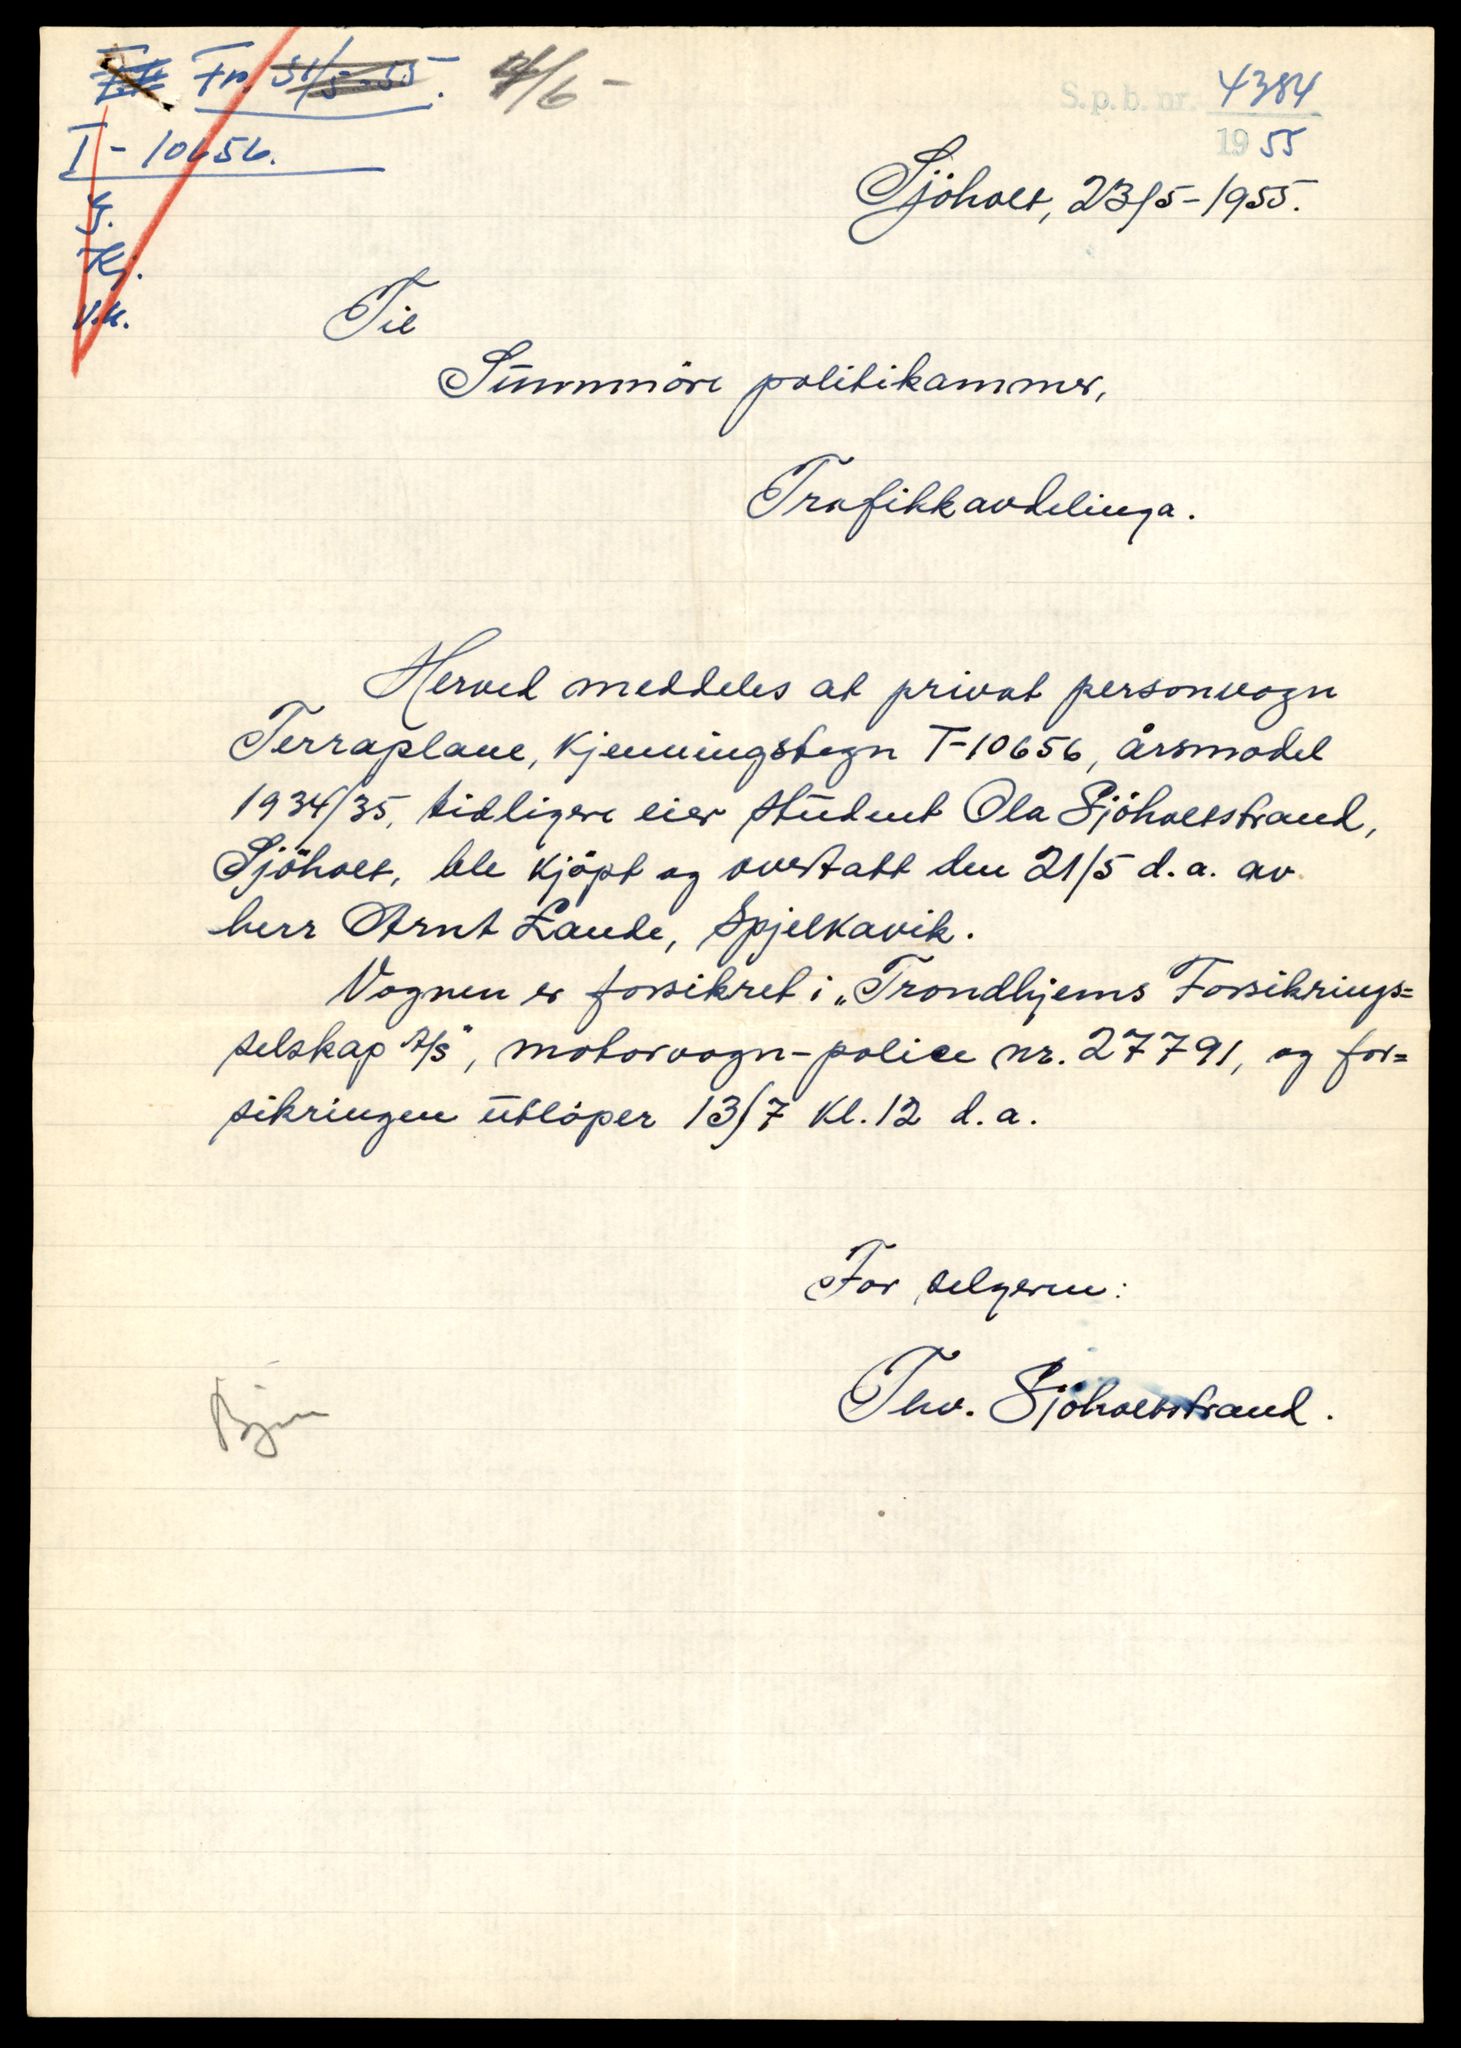 Fr. 31/5-55. 4/6-
S.p.b. nr. 4384
1955
T-10656.
Kj.
V.k.
Sjöholt, 23/5-1955.
Til
Sunnmöre politikammer,
Trafikkavdelinga.
Herved meddeles at privat personvogn
Terraplane, kjenningstegn T-10656, årsmodel
1934/35, tidligere eier student Ola Sjöholtstrand,
Sjöholt, ble kjöpt og overtatt den 21/5 d.a. av
herr Arnt Lande, Spjelkavik.
Vognen er forsikret i „Trondhjems Forsikrings=
selskap A/S", motorvogn-police nr. 27791, og for=
sikringen utlöper 13/7 kl. 12 d.a.
For selgeren:
Thv. Sjöholtstrand.